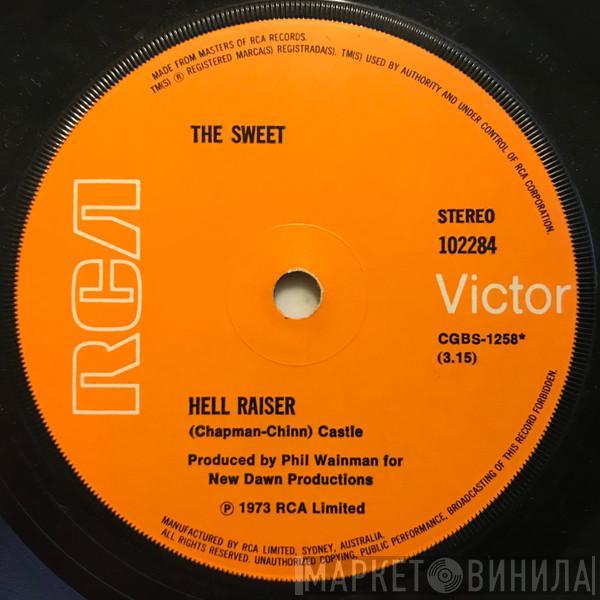 MADE FROM MASTERS OF RCA RECORDS.
TM(S) ® REGISTERED MARCA(S) REGISTRADA(S). TM(S) USED BY AUTHORITY AND UNDER CONTROL OF RCA CORPORATION.
THE SWEET
RCA
STEREO
102284
Victor
CGBS-1258*
(3.15)
HELL RAISER
(Chapman-Chinn) Castle
Produced by Phil Wainman for
New Dawn Productions
℗ 1973 RCA Limited
MANUFACTURED BY RCA LIMITED, SYDNEY, AUSTRALIA.
ALL RIGHTS RESERVED. UNAUTHORIZED COPYING, PUBLIC PERFORMANCE, BROADCASTING OF THIS RECORD FORBIDDEN.
МАРКЕТ ВИНИЛА